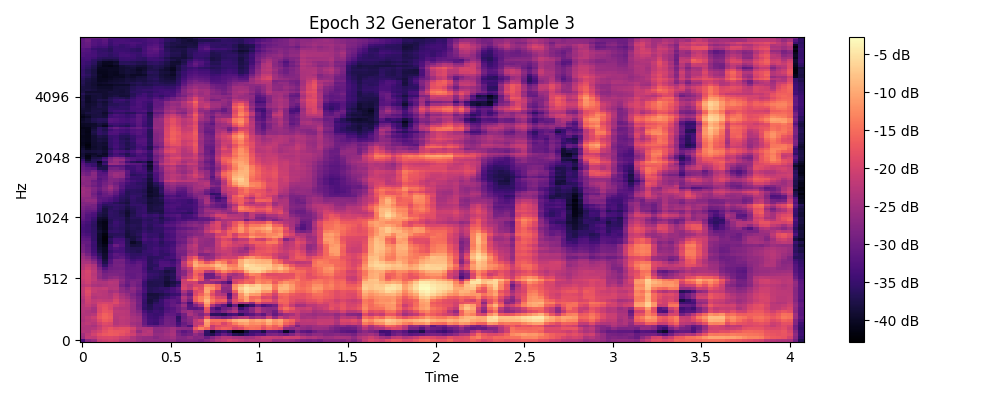 Epoch 32 Generator 1 Sample 3
Hz
4096
2048
1024
512
0
0 0.5 1 1.5 2 2.5 3 3.5 4
Time
-5 dB
-10 dB
-15 dB
-20 dB
-25 dB
-30 dB
-35 dB
-40 dB